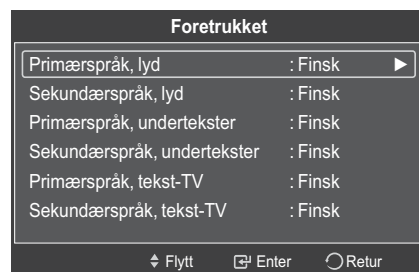 Foretrukket
Primærspråk, lyd : Finsk ►
Sekundærspråk, lyd : Finsk
Primærspråk, undertekster : Finsk
Sekundærspråk, undertekster : Finsk
Primærspråk, tekst-TV : Finsk
Sekundærspråk, tekst-TV : Finsk
Flytt Enter Retur